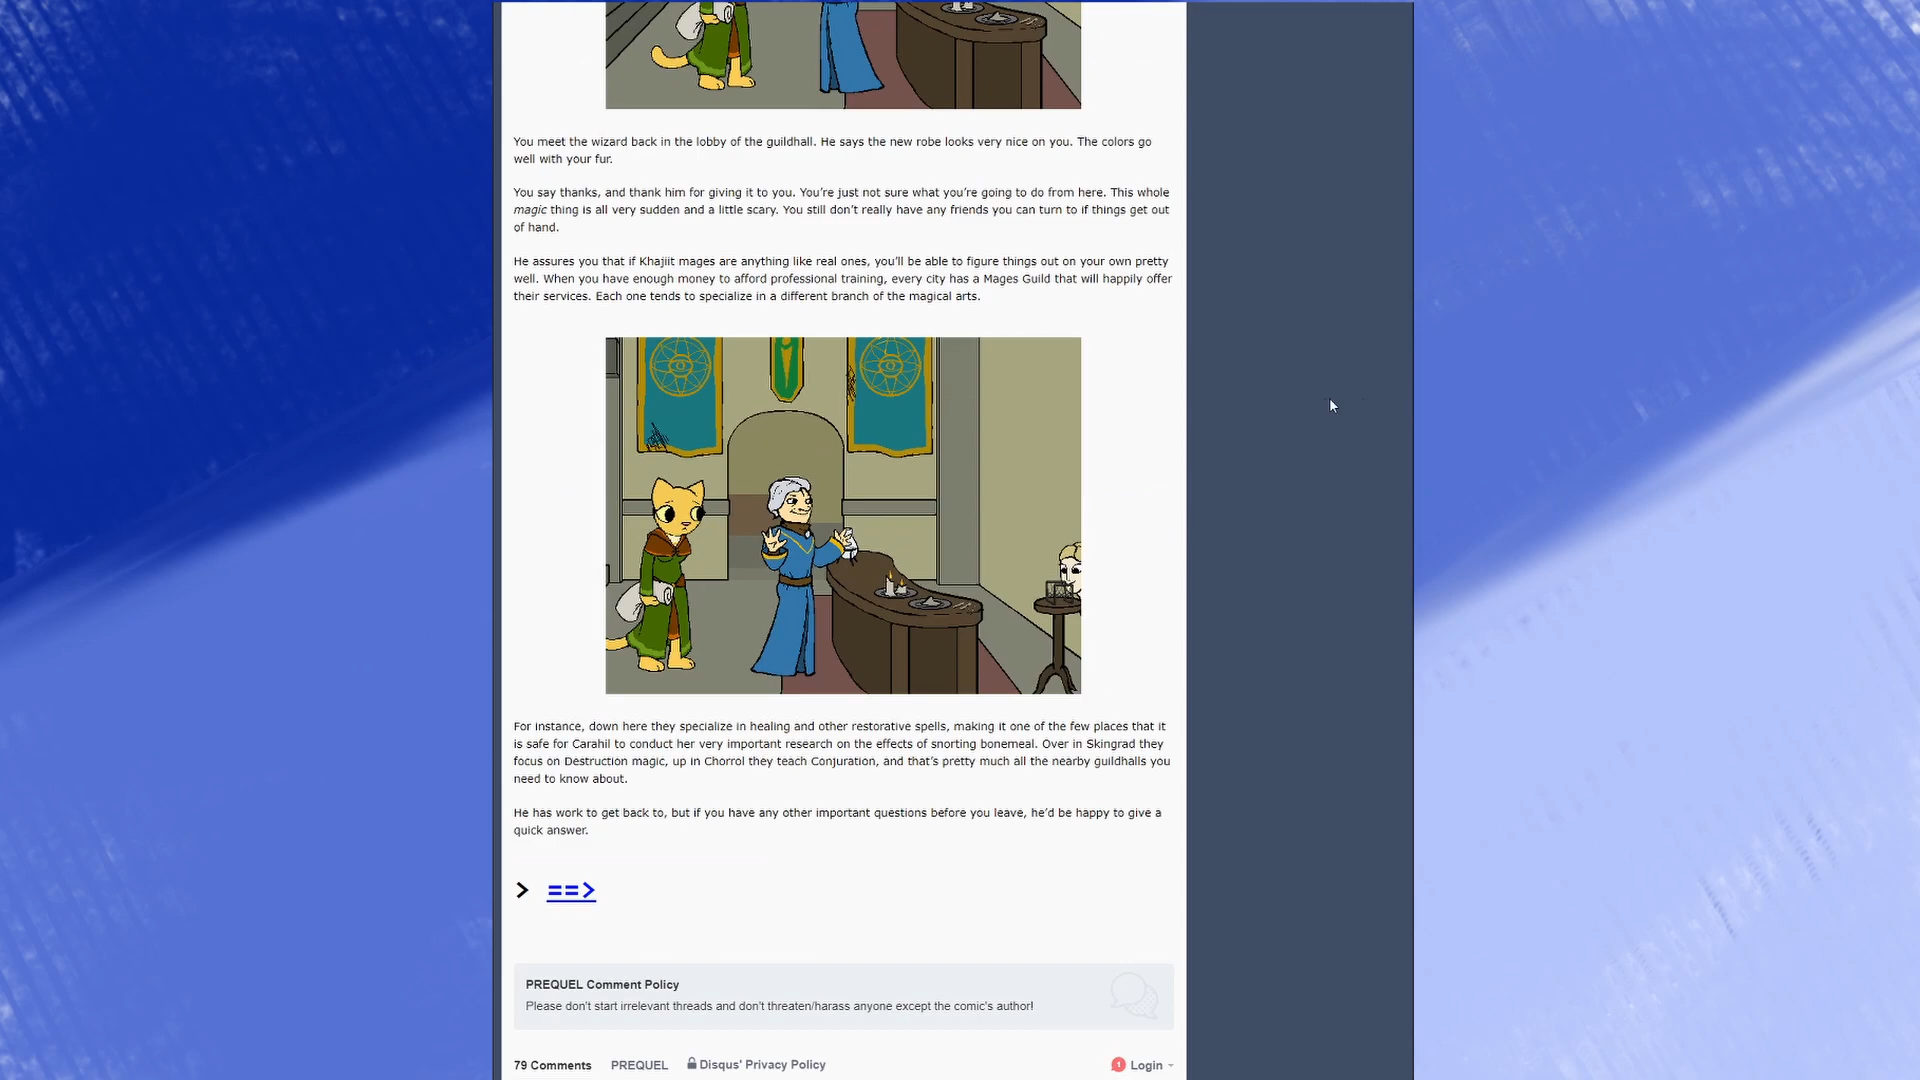 You meet the wizard back in the lobby of the guildhall. He says the new robe looks very nice on you. The colors go
well with your fur.
You say thanks, and thank him for giving it to you. You’re just not sure what you’re going to do from here. This whole
magic thing is all very sudden and a little scary. You still don’t really have any friends you can turn to if things get out
of hand.
He assures you that if Khajiit mages are anything like real ones, you’ll be able to figure things out on your own pretty
well. When you have enough money to afford professional training, every city has a Mages Guild that will happily offer
their services. Each one tends to specialize in a different branch of the magical arts.
For instance, down here they specialize in healing and other restorative spells, making it one of the few places that it
is safe for Carahil to conduct her very important research on the effects of snorting bonemeal. Over in Skingrad they
focus on Destruction magic, up in Chorrol they teach Conjuration, and that’s pretty much all the nearby guildhalls you
need to know about.
He has work to get back to, but if you have any other important questions before you leave, he’d be happy to give a
quick answer.
> ==>
PREQUEL Comment Policy
Please don't start irrelevant threads and don't threaten/harass anyone except the comic's author!
79 Comments PREQUEL Disqus' Privacy Policy 1 Login